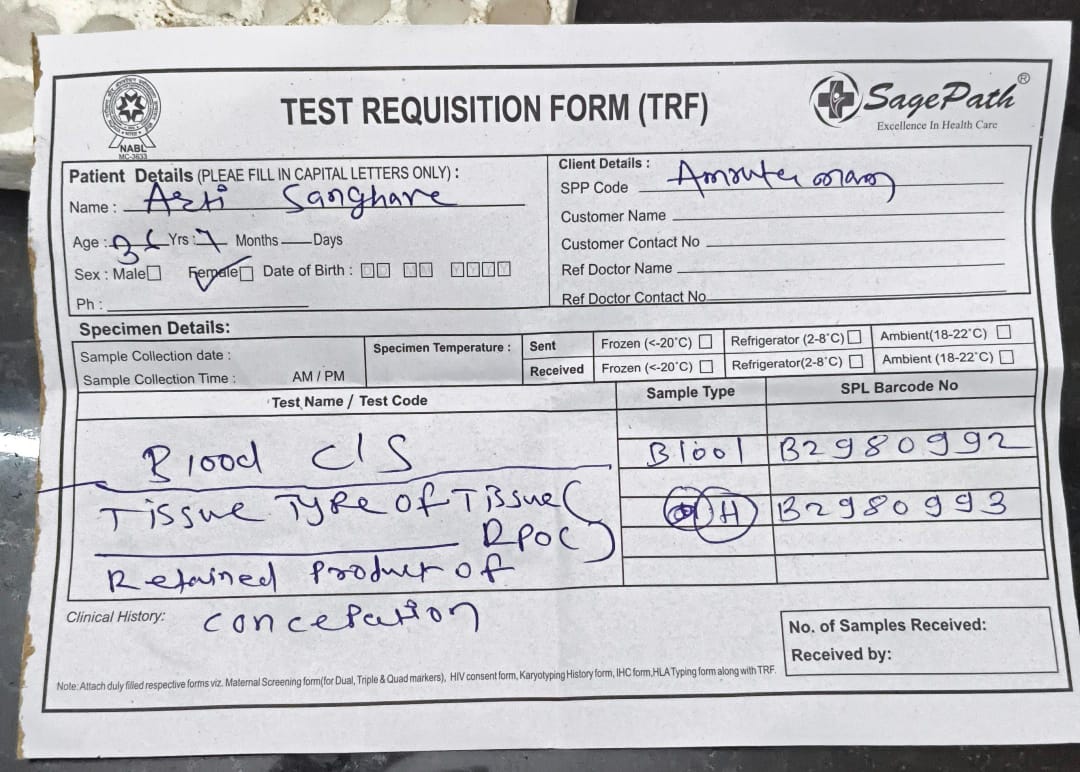 NABL
MC-3633
TEST REQUISITION FORM (TRF)
SagePath®
Excellence In Health Care
Patient Details (PLEAE FILL IN CAPITAL LETTERS ONLY) :
Name : Arti Sanghare
Age : Yrs : Months Days
Sex : Male Female Date of Birth : D D M M Y Y Y Y
Ph :
Client Details :
SPP Code
Customer Name
Customer Contact No
Ref Doctor Name
Ref Doctor Contact No
Specimen Details:
Sample Collection date :
Sample Collection Time : AM / PM
Specimen Temperature :
Sent Frozen (<-20°C) Refrigerator (2-8°C) Ambient(18-22°C)
Received Frozen (<-20°C) Refrigerator(2-8°C) Ambient (18-22°C)
Test Name / Test Code Sample Type SPL Barcode No
Blood C/S Blool B2980992
Tissue Type of Tissue ( H B2980993
RPOC )
Retained Product of
Clinical History: concepation
No. of Samples Received:
Received by:
Note: Attach duly filled respective forms viz. Maternal Screening form(for Dual, Triple & Quad markers), HIV consent form, Karyotyping History form, IHC form,HLA Typing form along with TRF.